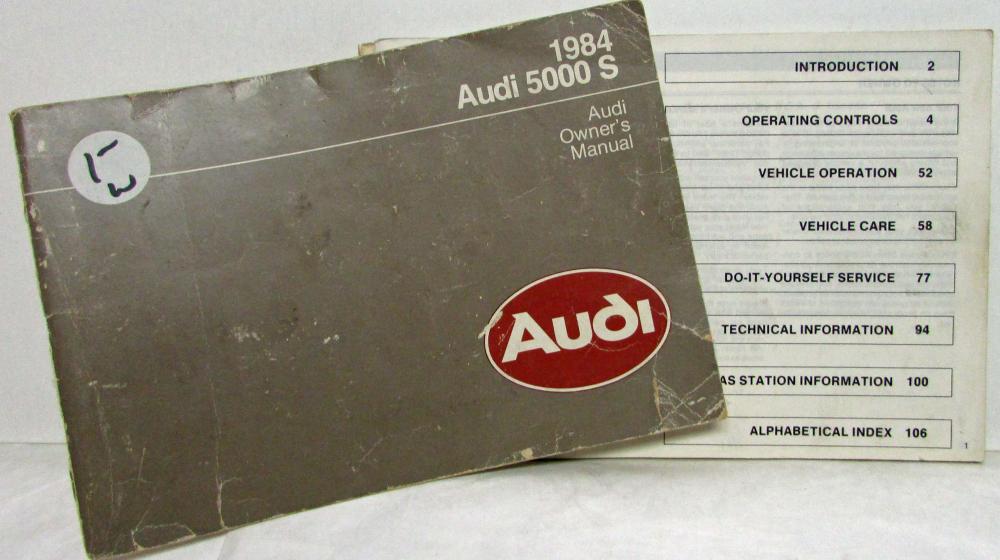 1984
Audi 5000 S
Audi
Owner's
Manual
Audi
INTRODUCTION 2
OPERATING CONTROLS 4
VEHICLE OPERATION 52
VEHICLE CARE 58
DO-IT-YOURSELF SERVICE 77
TECHNICAL INFORMATION 94
AS STATION INFORMATION 100
ALPHABETICAL INDEX 106
1